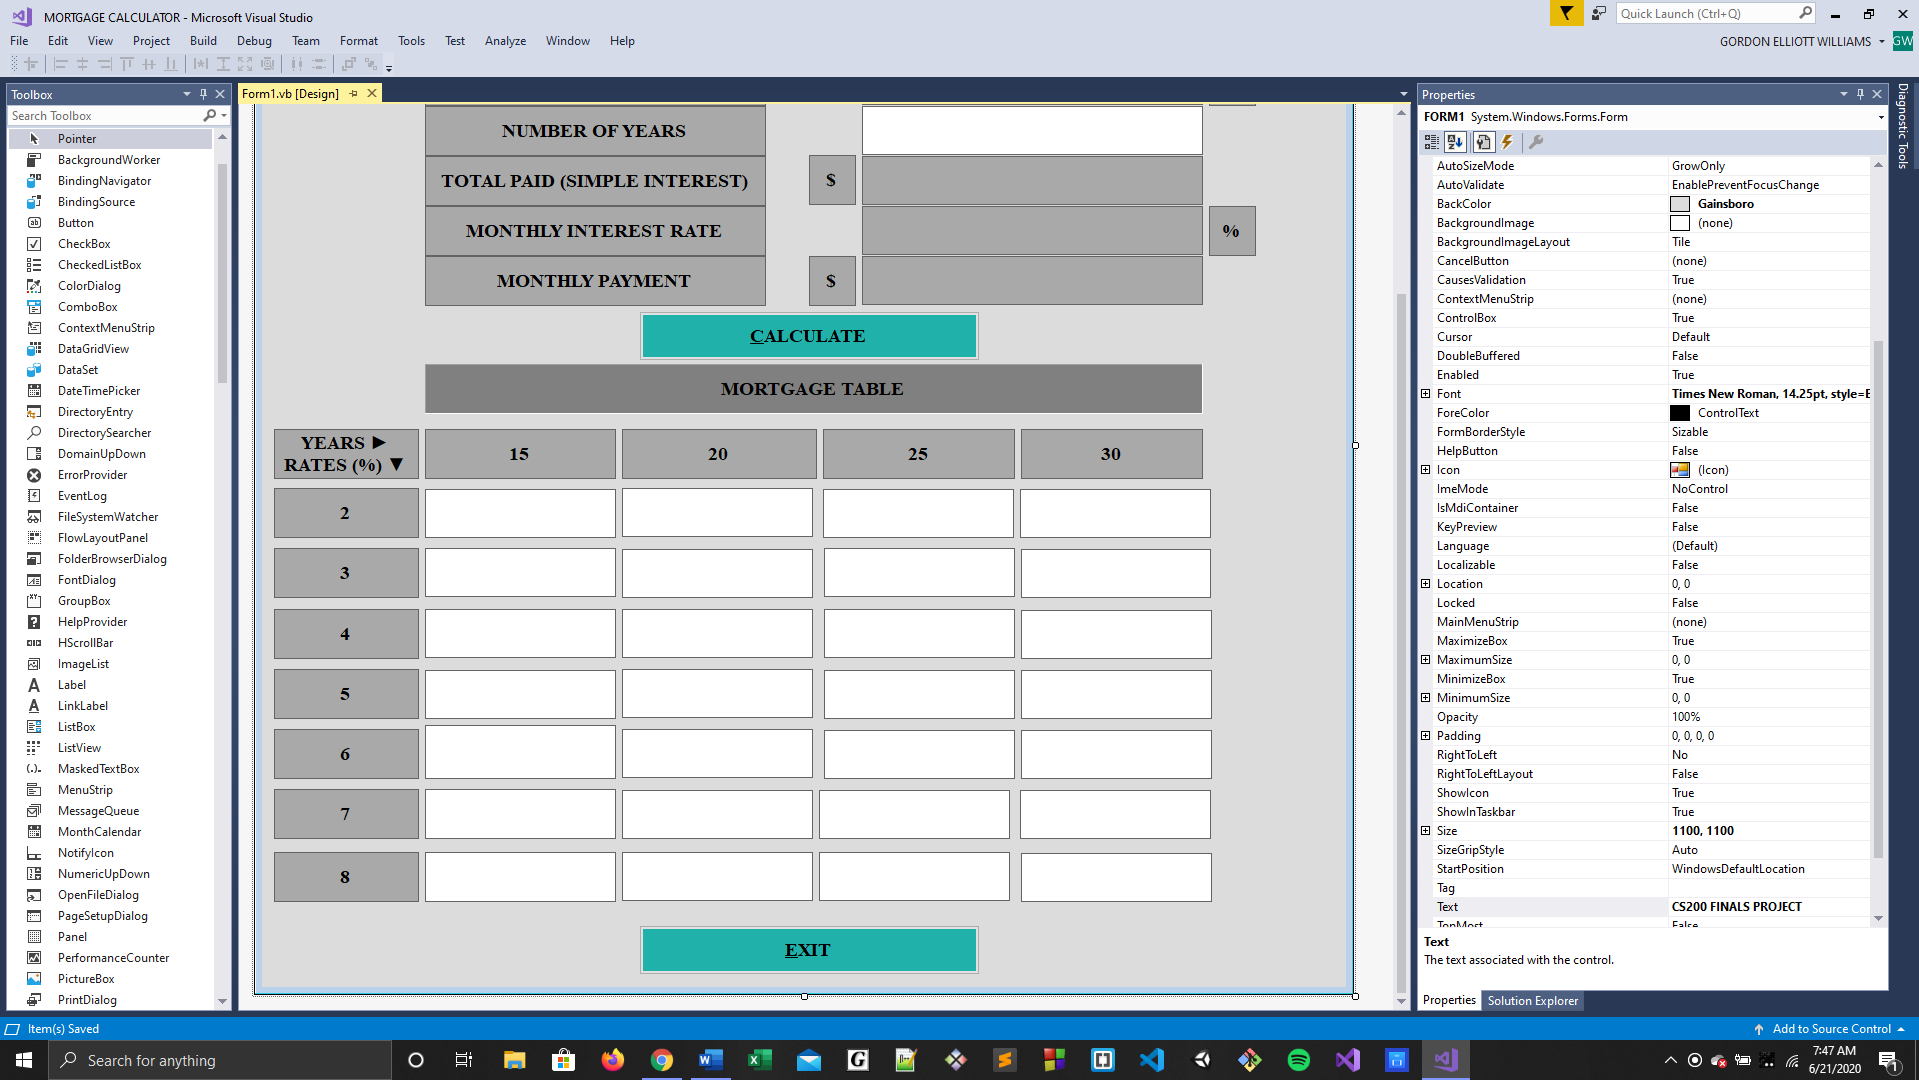 MORTGAGE CALCULATOR - Microsoft Visual Studio
Quick Launch (Ctrl+Q)
File Edit View Project Build Debug Team Format Tools Test Analyze Window Help
GORDON ELLIOTT WILLIAMS GW
Toolbox
Search Toolbox
Pointer
BackgroundWorker
BindingNavigator
BindingSource
Button
CheckBox
CheckedListBox
ColorDialog
ComboBox
ContextMenuStrip
DataGridView
DataSet
DateTimePicker
DirectoryEntry
DirectorySearcher
DomainUpDown
ErrorProvider
EventLog
FileSystemWatcher
FlowLayoutPanel
FolderBrowserDialog
FontDialog
GroupBox
HelpProvider
HScrollBar
ImageList
Label
LinkLabel
ListBox
ListView
MaskedTextBox
MenuStrip
MessageQueue
MonthCalendar
NotifyIcon
NumericUpDown
OpenFileDialog
PageSetupDialog
Panel
PerformanceCounter
PictureBox
PrintDialog
Form1.vb [Design]
NUMBER OF YEARS
TOTAL PAID (SIMPLE INTEREST) $
MONTHLY INTEREST RATE %
MONTHLY PAYMENT $
CALCULATE
MORTGAGE TABLE
YEARS ►
RATES (%) ▼
15 20 25 30
2
3
4
5
6
7
8
EXIT
Properties
FORM1 System.Windows.Forms.Form
AutoSizeMode GrowOnly
AutoValidate EnablePreventFocusChange
BackColor Gainsboro
BackgroundImage (none)
BackgroundImageLayout Tile
CancelButton (none)
CausesValidation True
ContextMenuStrip (none)
ControlBox True
Cursor Default
DoubleBuffered False
Enabled True
Font Times New Roman, 14.25pt, style=E
ForeColor ControlText
FormBorderStyle Sizable
HelpButton False
Icon (Icon)
ImeMode NoControl
IsMdiContainer False
KeyPreview False
Language (Default)
Localizable False
Location 0, 0
Locked False
MainMenuStrip (none)
MaximizeBox True
MaximumSize 0, 0
MinimizeBox True
MinimumSize 0, 0
Opacity 100%
Padding 0, 0, 0, 0
RightToLeft No
RightToLeftLayout False
ShowIcon True
ShowInTaskbar True
Size 1100, 1100
SizeGripStyle Auto
StartPosition WindowsDefaultLocation
Tag
Text CS200 FINALS PROJECT
TopMost False
Text
The text associated with the control.
Properties Solution Explorer
Diagnostic Tools
Item(s) Saved
Add to Source Control
Search for anything
7:47 AM
6/21/2020
1